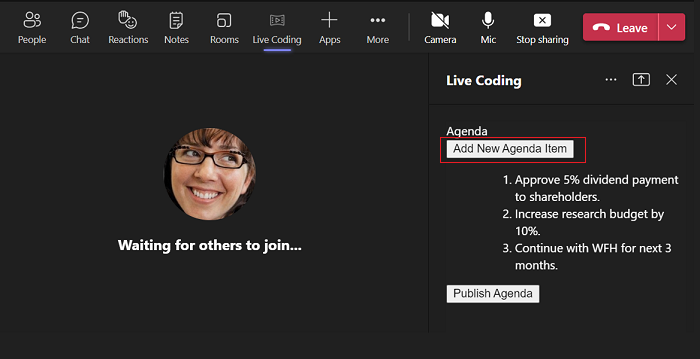 People Chat Reactions Notes Rooms Live Coding Apps More Camera Mic Stop sharing Leave
Live Coding
Agenda
Add New Agenda Item
1. Approve 5% dividend payment
to shareholders.
2. Increase research budget by
10%.
3. Continue with WFH for next 3
months.
Publish Agenda
Waiting for others to join...